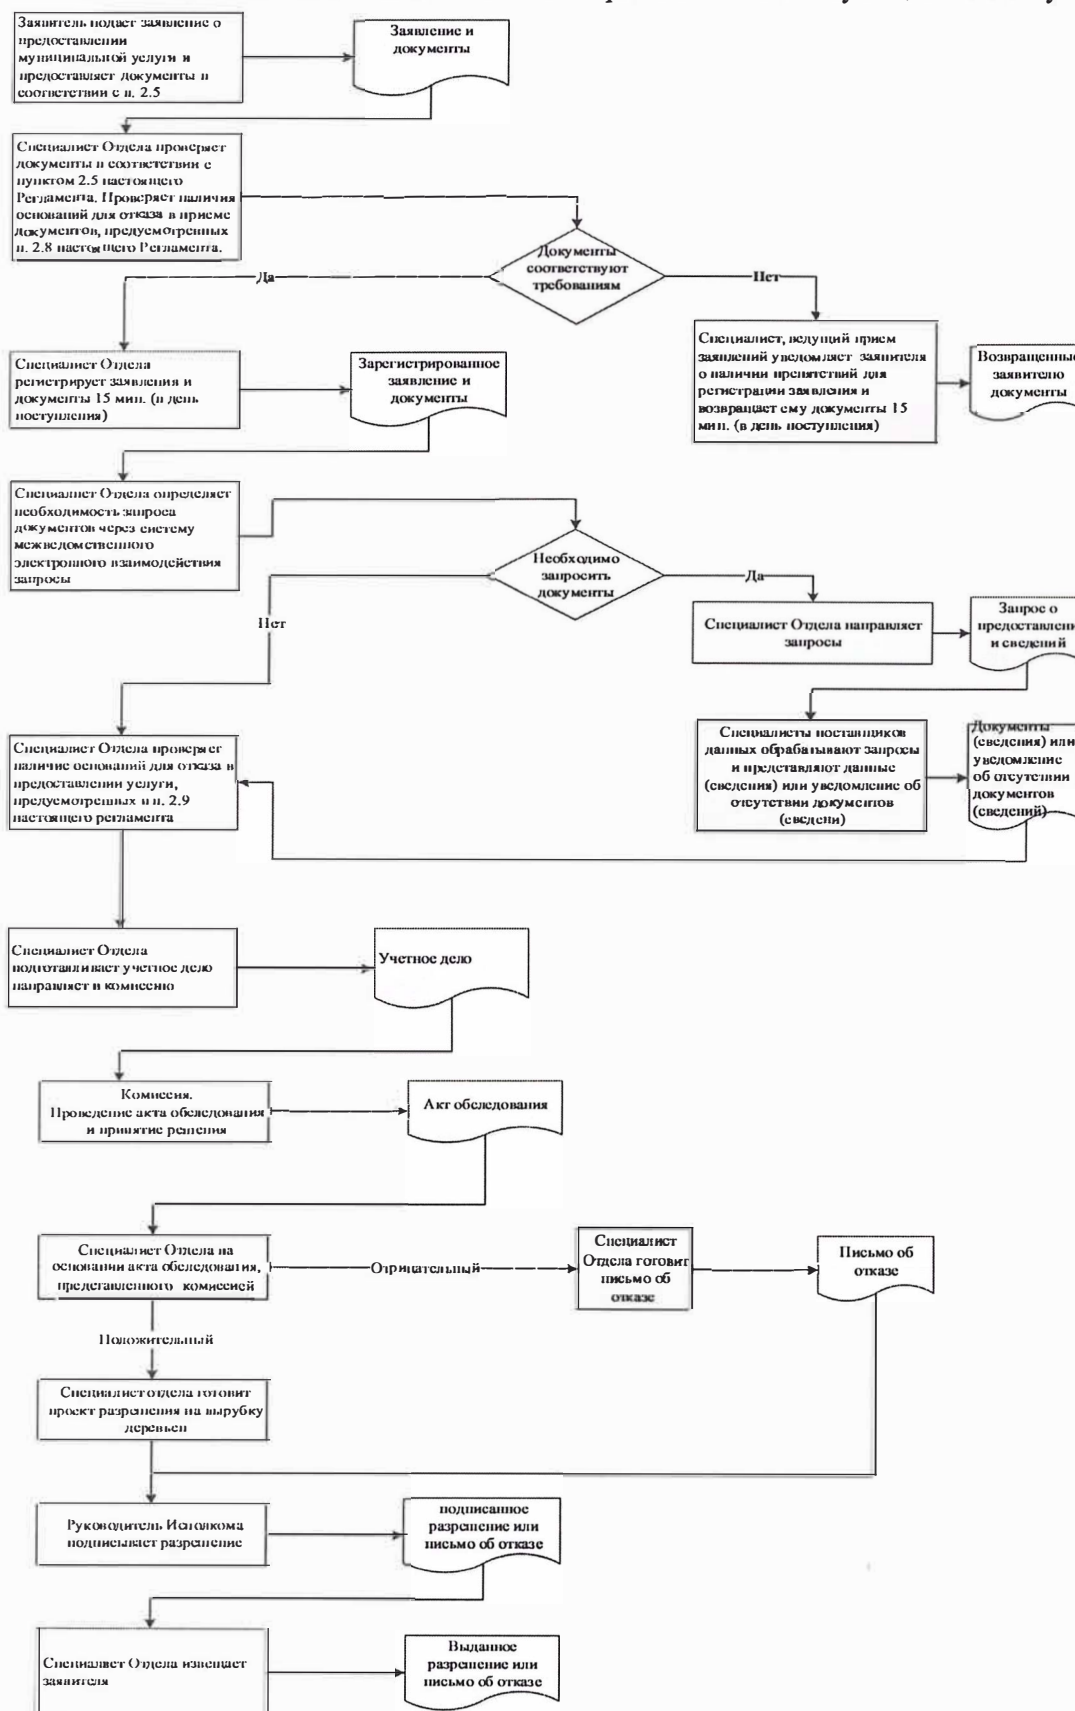 Заявитель подает заявление о
предоставлении
муниципальной услуги и
предоставляет документы в
соответствии с п. 2.5
Заявление и
документы
Специалист Отдела проверяет
документы в соответствии с
пунктом 2.5 настоящего
Регламента. Проверяет наличия
оснований для отказа в приеме
документов, предусмотренных
п. 2.8 настоящего Регламента.
Документы
соответствуют
требованиям
Да
Нет
Специалист Отдела
регистрирует заявления и
документы 15 мин. (в день
поступления)
Зарегистрированное
заявление и
документы
Специалист, ведущий прием
заявлений уведомляет заявителя
о наличии препятствий для
регистрации заявления и
возвращает ему документы 15
мин. (в день поступления)
Возвращенные
заявителю
документы
Специалист Отдела определяет
необходимость запроса
документов через систему
межведомственного
электронного взаимодействия
запросы
Необходимо
запросить
документы
Да
Нет
Специалист Отдела направляет
запросы
Запрос о
предоставлени
и сведений
Специалист Отдела проверяет
наличие оснований для отказа в
предоставлении услуги,
предусмотренных в п. 2.9
настоящего регламента
Специалисты поставщиков
данных обрабатывают запросы
и представляют данные
(сведения) или уведомление об
отсутствии документов
(сведени)
Документы
(сведения) или
уведомление
об отсутствии
документов
(сведений)
Специалист Отдела
подготавливает учетное дело
направляет в комиссию
Учетное дело
Комиссия.
Проведение акта обследования
и принятие решения
Акт обследования
Специалист Отдела на
основании акта обследования,
представленного комиссией
Отрицательный
Специалист
Отдела готовит
письмо об
отказе
Письмо об
отказе
Положительный
Специалист отдела готовит
проект разрешения на вырубку
деревьев
Руководитель Исполкома
подписывает разрешение
подписанное
разрешение или
письмо об отказе
Специалист Отдела извещает
заявителя
Выданное
разрешение или
письмо об отказе